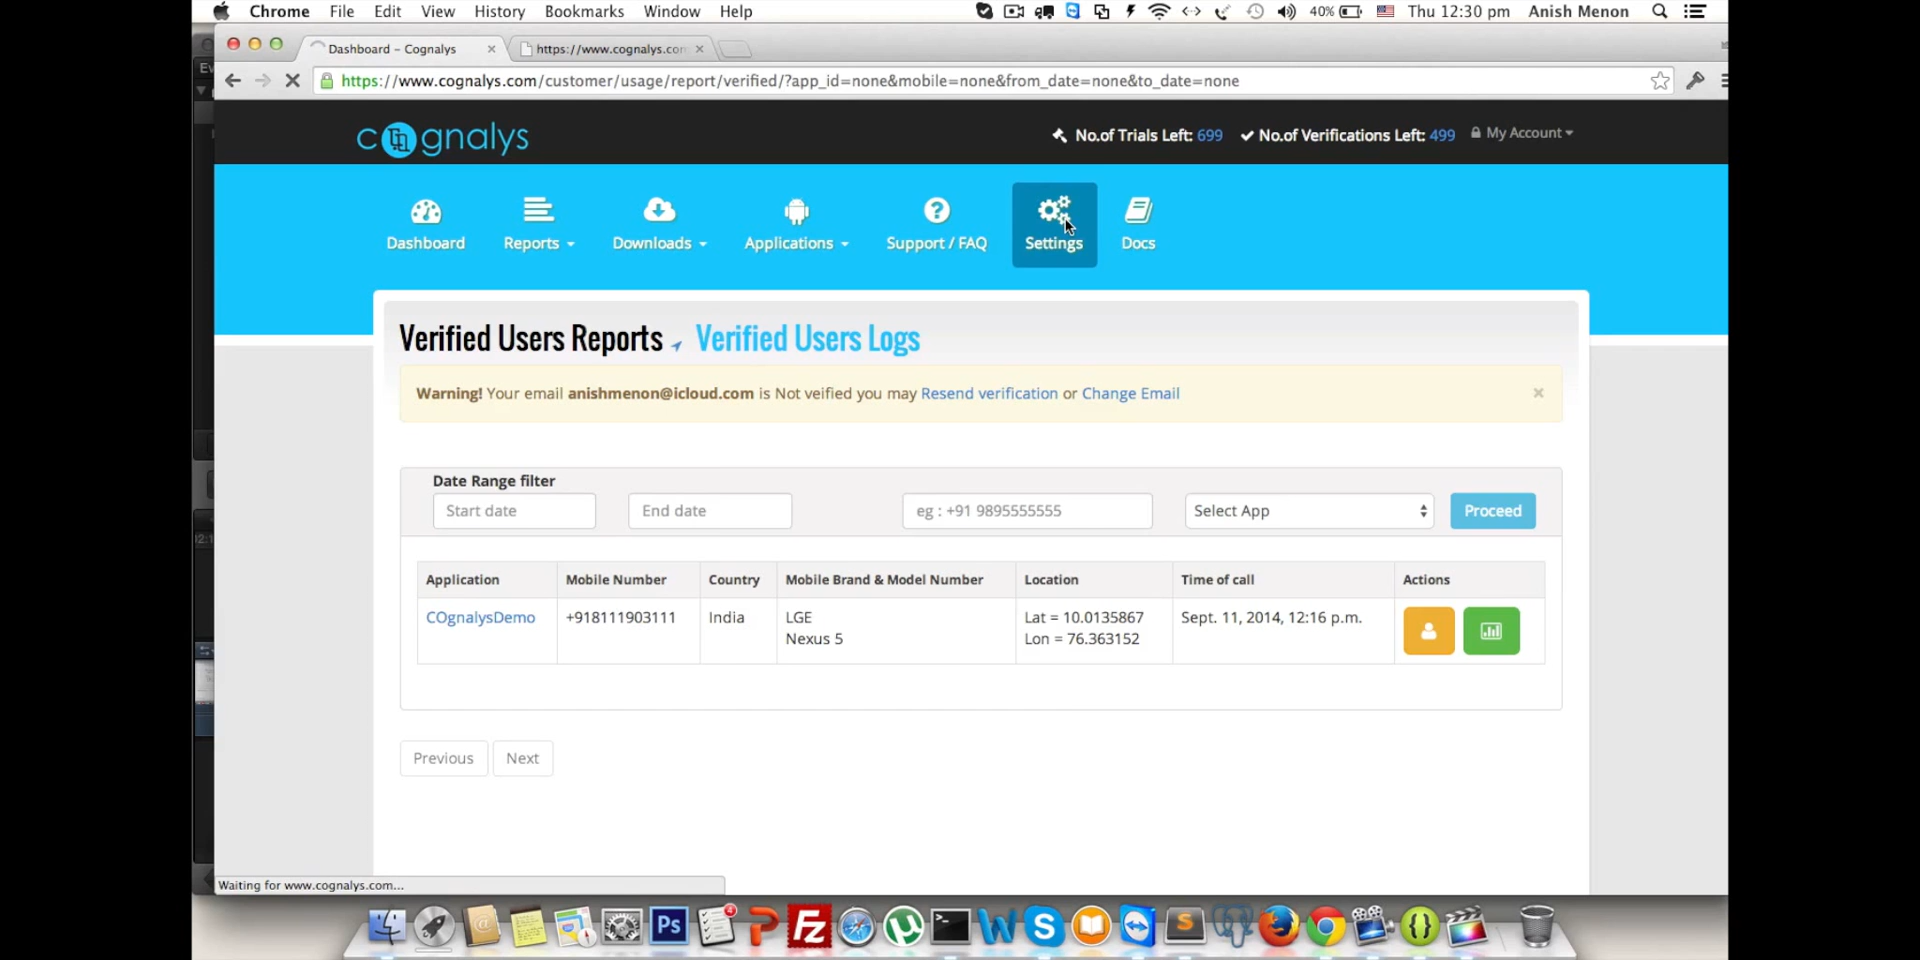 Chrome File Edit View History Bookmarks Window Help 40% Thu 12:30 pm Anish Menon
Dashboard – Cognalys https://www.cognalys.con
https://www.cognalys.com/customer/usage/report/verified/?app_id=none&mobile=none&from_date=none&to_date=none
cognalys No.of Trials Left: 699 No.of Verifications Left: 499 My Account
Dashboard Reports Downloads Applications Support / FAQ Settings Docs
Verified Users Reports Verified Users Logs
Warning! Your email anishmenon@icloud.com is Not veified you may Resend verification or Change Email ×
Date Range filter
Start date End date eg : +91 9895555555 Select App Proceed
Application Mobile Number Country Mobile Brand & Model Number Location Time of call Actions
COgnalysDemo +918111903111 India LGE Lat = 10.0135867 Sept. 11, 2014, 12:16 p.m.
Nexus 5 Lon = 76.363152
Previous Next
Waiting for www.cognalys.com...
Ps 4 Fz W S S